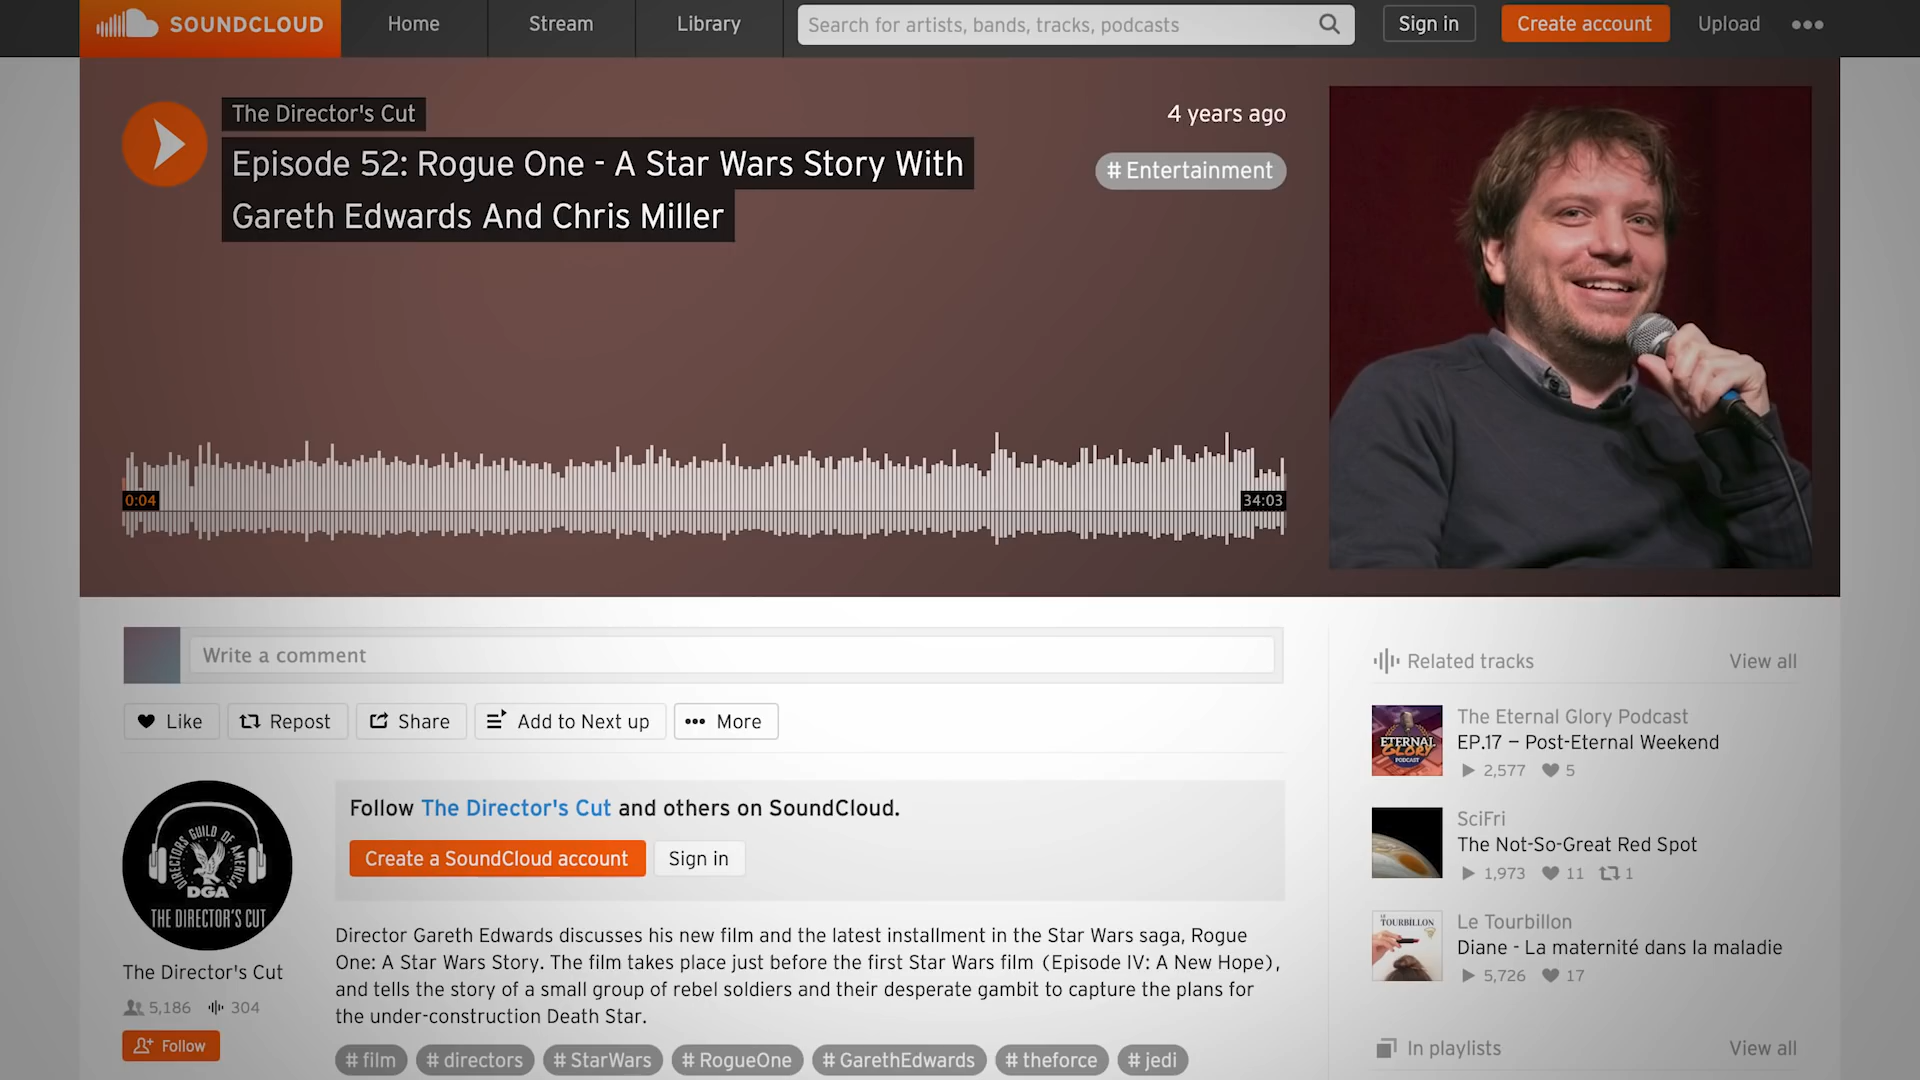 SOUNDCLOUD
Home
Stream
Library
Search for artists, bands, tracks, podcasts
Sign in
Create account
Upload
The Director's Cut
4 years ago
Episode 52: Rogue One - A Star Wars Story With
Gareth Edwards And Chris Miller
# Entertainment
0:04
34:03
Write a comment
Like
Repost
Share
Add to Next up
More
DIRECTORS GUILD OF AMERICA
DGA
THE DIRECTOR'S CUT
The Director's Cut
5,186
304
Follow
Follow The Director's Cut and others on SoundCloud.
Create a SoundCloud account
Sign in
Director Gareth Edwards discusses his new film and the latest installment in the Star Wars saga, Rogue
One: A Star Wars Story. The film takes place just before the first Star Wars film (Episode IV: A New Hope),
and tells the story of a small group of rebel soldiers and their desperate gambit to capture the plans for
the under-construction Death Star.
# film
# directors
# StarWars
# RogueOne
# GarethEdwards
# theforce
# jedi
Related tracks
View all
ETERNAL
GLORY
PODCAST
The Eternal Glory Podcast
EP.17 – Post-Eternal Weekend
2,577
5
SciFri
The Not-So-Great Red Spot
1,973
11
1
LE
TOURBILLON
Le Tourbillon
Diane - La maternité dans la maladie
5,726
17
In playlists
View all